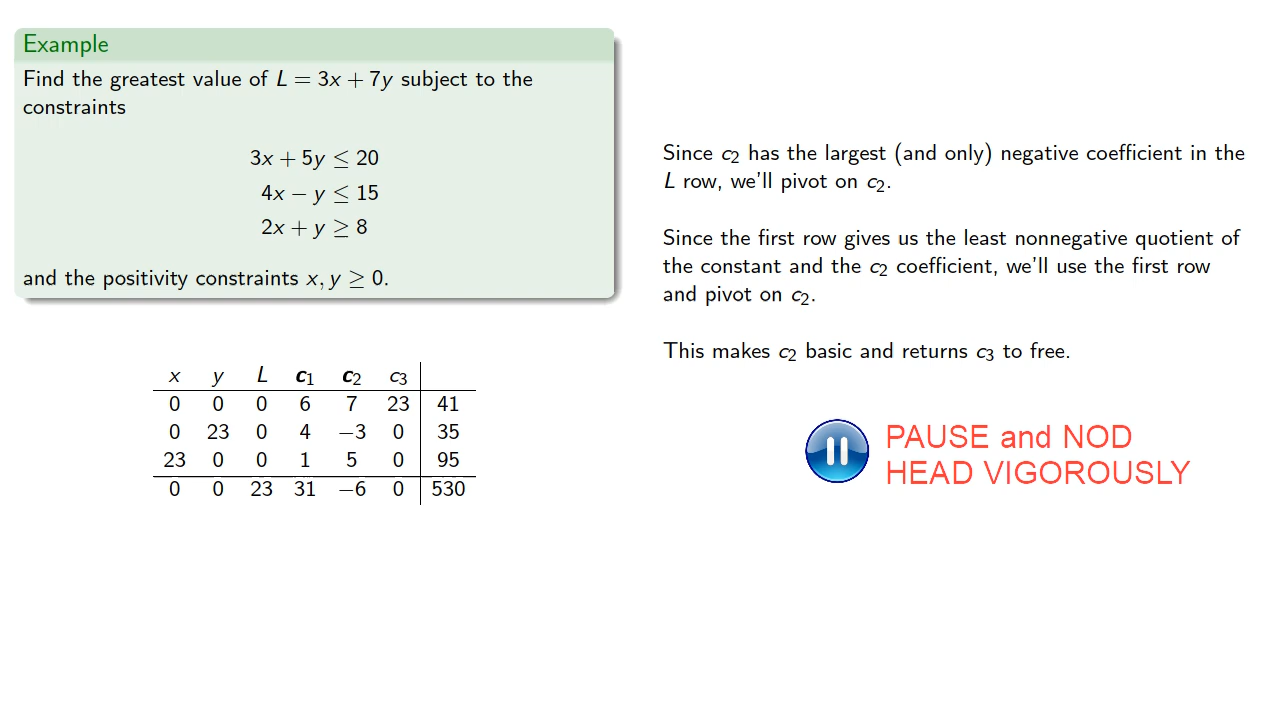 Example
Find the greatest value of L = 3x + 7y subject to the
constraints
3x + 5y ≤ 20
4x − y ≤ 15
2x + y ≥ 8
and the positivity constraints x, y ≥ 0.
x y L c₁ c₂ c₃
0 0 0 6 7 23 41
0 23 0 4 −3 0 35
23 0 0 1 5 0 95
0 0 23 31 −6 0 530
Since c₂ has the largest (and only) negative coefficient in the
L row, we'll pivot on c₂.
Since the first row gives us the least nonnegative quotient of
the constant and the c₂ coefficient, we'll use the first row
and pivot on c₂.
This makes c₂ basic and returns c₃ to free.
PAUSE and NOD
HEAD VIGOROUSLY